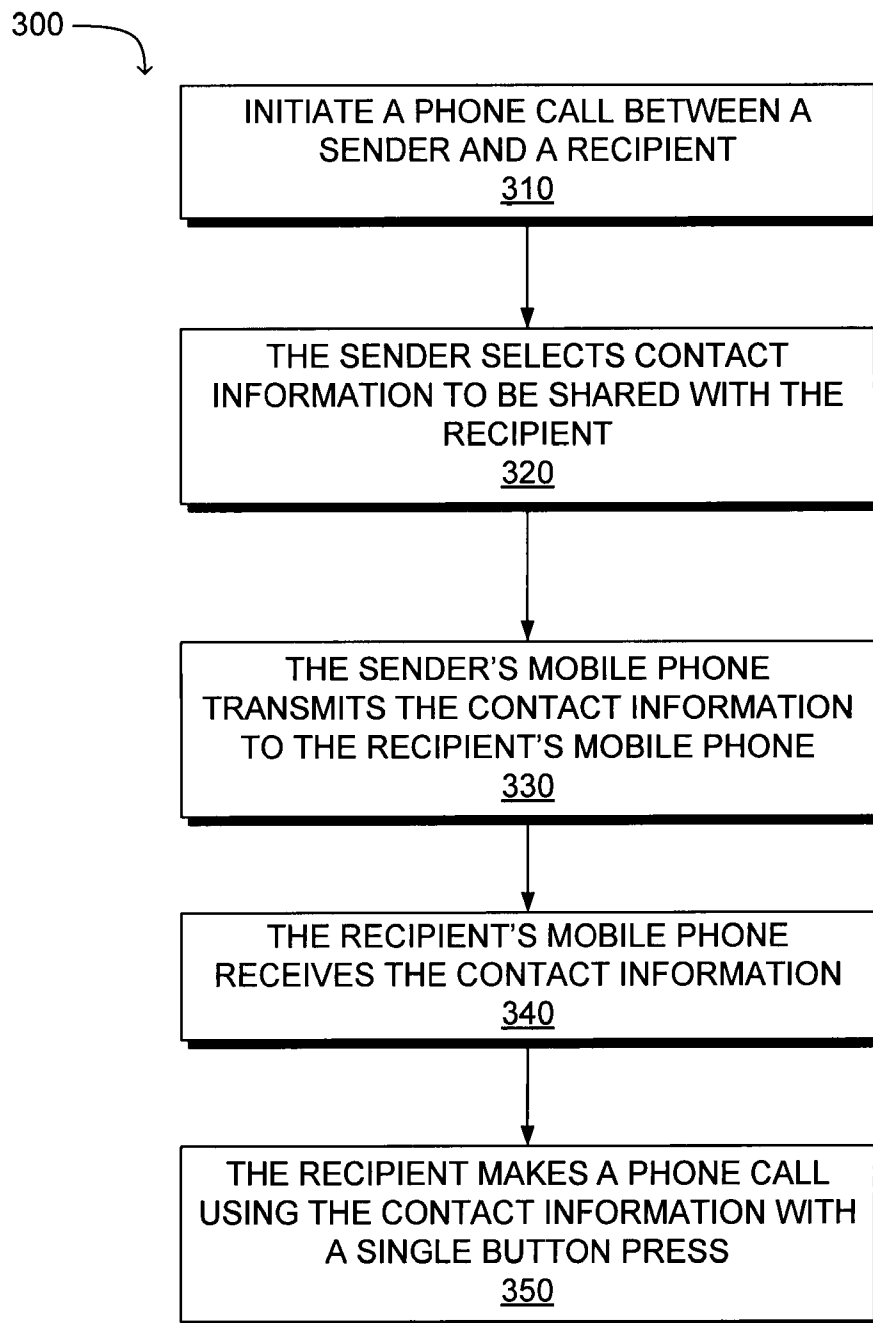 300
INITIATE A PHONE CALL BETWEEN A
SENDER AND A RECIPIENT
310
THE SENDER SELECTS CONTACT
INFORMATION TO BE SHARED WITH THE
RECIPIENT
320
THE SENDER'S MOBILE PHONE
TRANSMITS THE CONTACT INFORMATION
TO THE RECIPIENT'S MOBILE PHONE
330
THE RECIPIENT'S MOBILE PHONE
RECEIVES THE CONTACT INFORMATION
340
THE RECIPIENT MAKES A PHONE CALL
USING THE CONTACT INFORMATION WITH
A SINGLE BUTTON PRESS
350